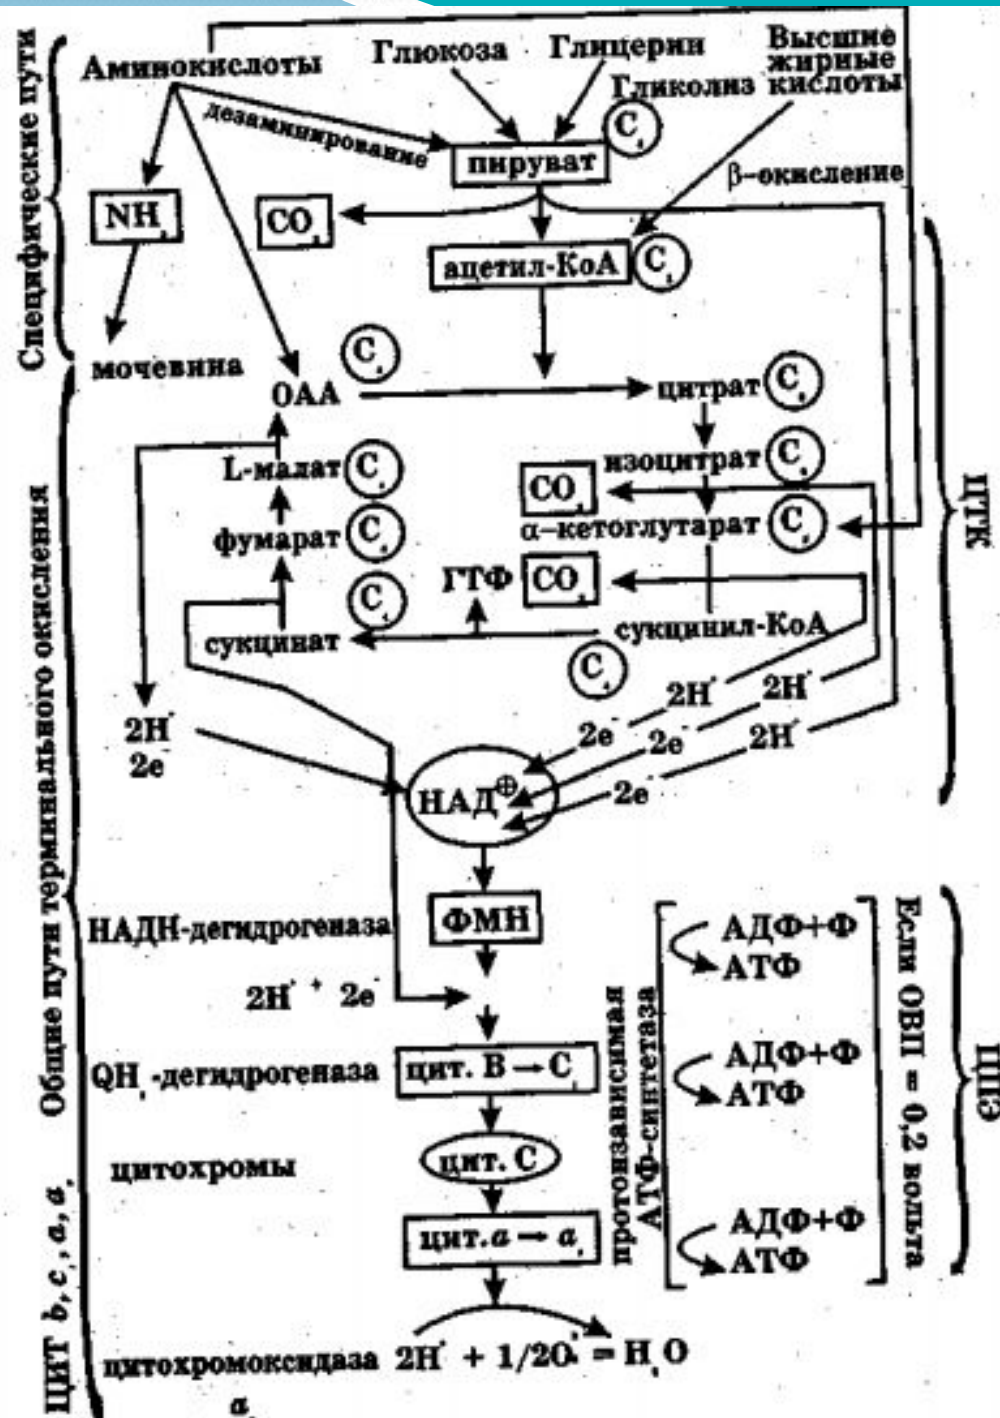 Специфические пути
Аминокислоты
Глюкоза
Глицерин
Высшие
жирные
кислоты
Гликолиз
дезаминирование
пируват
C
β-окисление
NH
CO
ацетил-КоА
C
мочевина
C
ОАА
цитрат
C
L-малат
C
изоцитрат
C
CO
фумарат
C
α-кетоглутарат
C
ГТФ
CO
C
сукцинат
сукцинил-КоА
C
ЦТК
Общие пути терминального окисления
2H
2e⁻
2H
2e⁻
2H
2e⁻
2H
2e⁻
НАД⊕
НАДН-дегидрогеназа
ФМН
2H⁺ + 2e⁻
QH -дегидрогеназа
цит. B → C
цитохромы
цит. C
цит. a → a
протонзависимая
АТФ-синтетаза
АДФ+Ф
АТФ
АДФ+Ф
АТФ
АДФ+Ф
АТФ
Если ОВП = 0,2 вольта
ЦПЭ
ЦИТ b, c, a, a
цитохромоксидаза 2H + 1/2O = H O
a